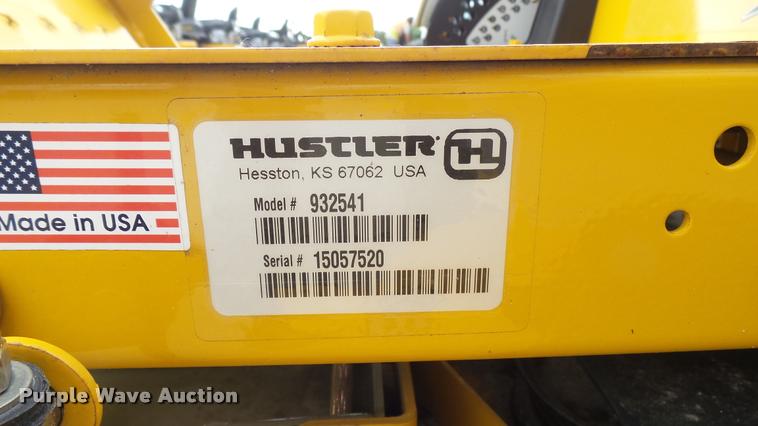 HUSTLER
H
Hesston, KS 67062 USA
Model # 932541
Serial # 15057520
Made in USA
Purple Wave Auction